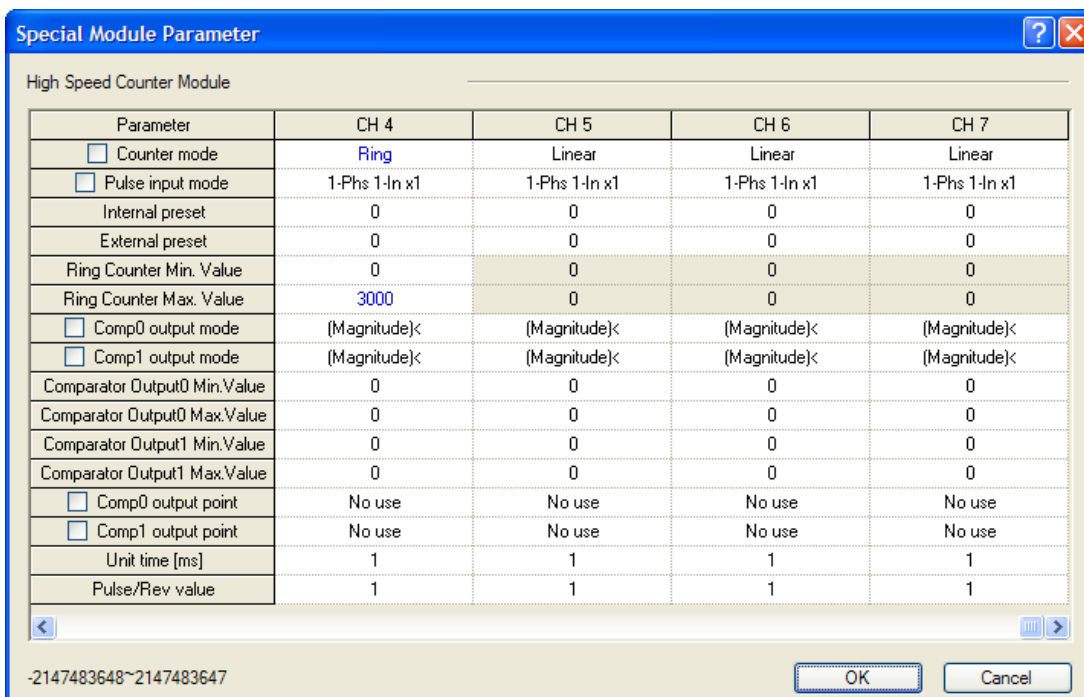 Special Module Parameter
High Speed Counter Module
Parameter CH 4 CH 5 CH 6 CH 7
Counter mode Ring Linear Linear Linear
Pulse input mode 1-Phs 1-In x1 1-Phs 1-In x1 1-Phs 1-In x1 1-Phs 1-In x1
Internal preset 0 0 0 0
External preset 0 0 0 0
Ring Counter Min. Value 0 0 0 0
Ring Counter Max. Value 3000 0 0 0
Comp0 output mode (Magnitude)< (Magnitude)< (Magnitude)< (Magnitude)<
Comp1 output mode (Magnitude)< (Magnitude)< (Magnitude)< (Magnitude)<
Comparator Output0 Min.Value 0 0 0 0
Comparator Output0 Max.Value 0 0 0 0
Comparator Output1 Min.Value 0 0 0 0
Comparator Output1 Max.Value 0 0 0 0
Comp0 output point No use No use No use No use
Comp1 output point No use No use No use No use
Unit time [ms] 1 1 1 1
Pulse/Rev value 1 1 1 1
-2147483648~2147483647 OK Cancel